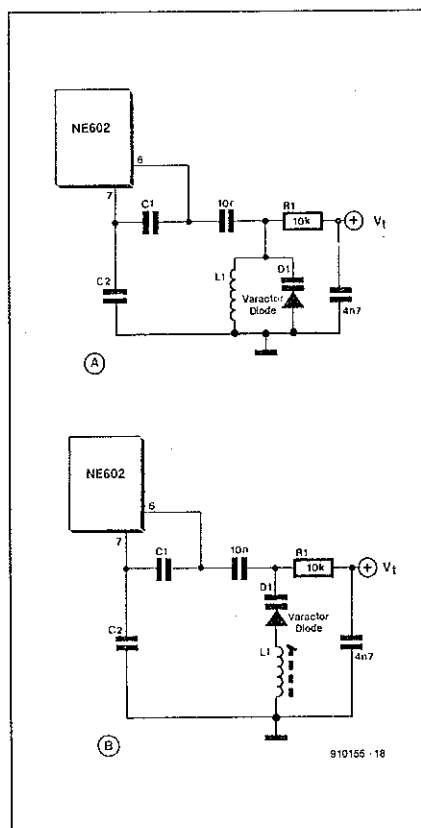 NE602
6
7
C1
10n
R1
10k
Vt
C2
L1
D1
Varactor
Diode
4n7
A
NE602
6
7
C1
10n
R1
10k
Vt
D1
Varactor
Diode
C2
L1
4n7
B
910155 - 18